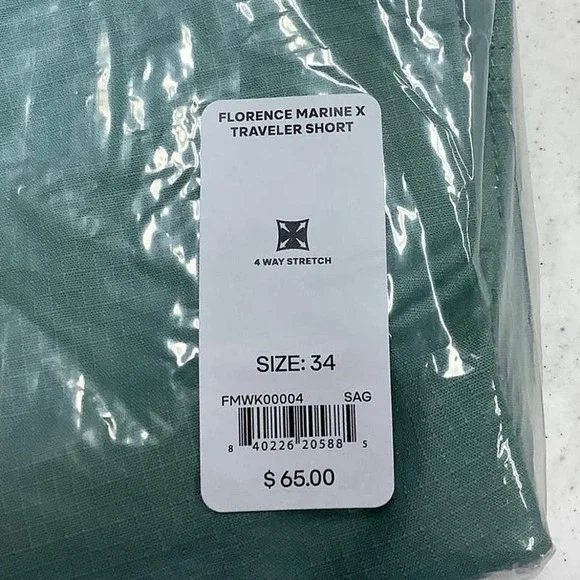 FLORENCE MARINE X
TRAVELER SHORT
4 WAY STRETCH
SIZE: 34
FMWK00004 SAG
8 40226 20588 5
$ 65.00